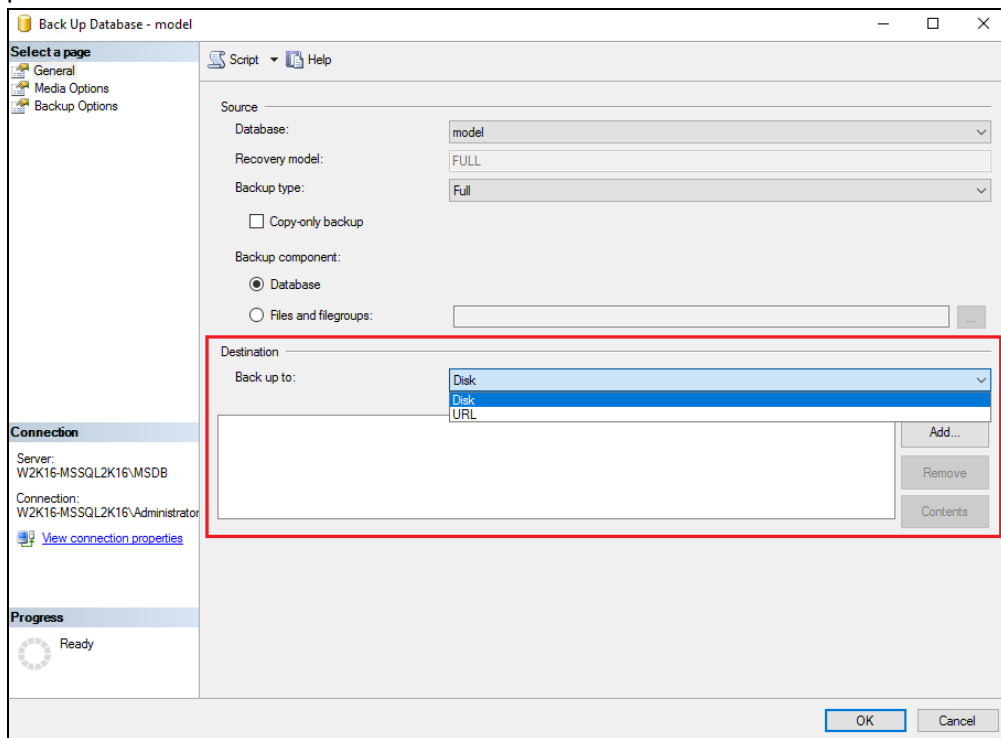 Back Up Database - model
Select a page
General
Media Options
Backup Options
Script
Help
Source
Database:
model
Recovery model:
FULL
Backup type:
Full
Copy-only backup
Backup component:
Database
Files and filegroups:
...
Destination
Back up to:
Disk
Disk
URL
Add...
Remove
Contents
Connection
Server:
W2K16-MSSQL2K16\MSDB
Connection:
W2K16-MSSQL2K16\Administrator
View connection properties
Progress
Ready
OK
Cancel